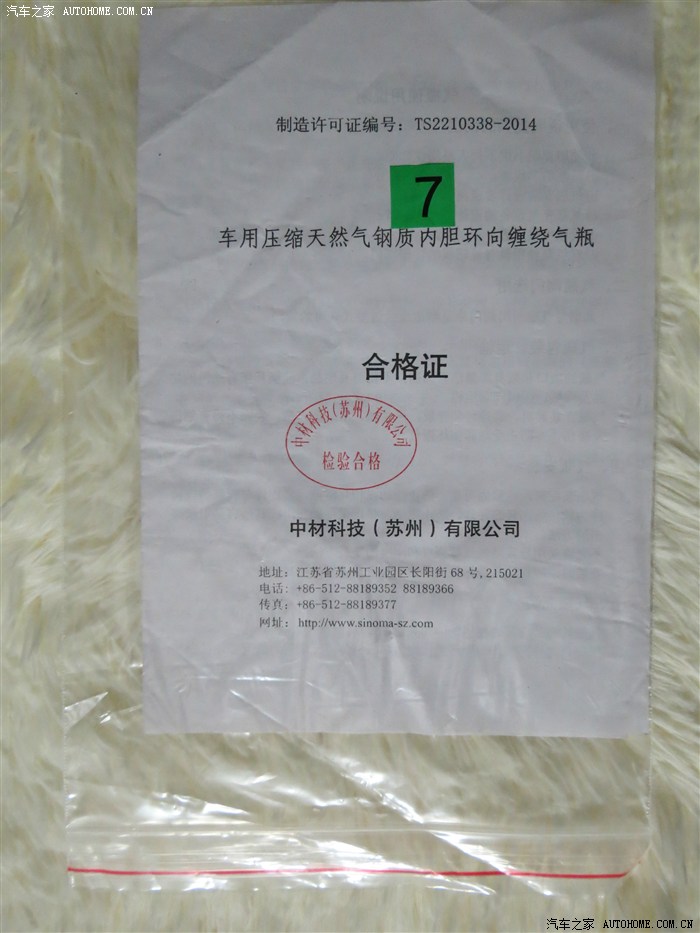 汽车之家 AUTOHOME.COM.CN
制造许可证编号：TS2210338-2014
7
车用压缩天然气钢质内胆环向缠绕气瓶
合格证
中材科技(苏州)有限公司
检验合格
中材科技（苏州）有限公司
地址：江苏省苏州工业园区长阳街 68 号,215021
电话：+86-512-88189352 88189366
传真：+86-512-88189377
网址：http://www.sinoma-sz.com
汽车之家 AUTOHOME.COM.CN